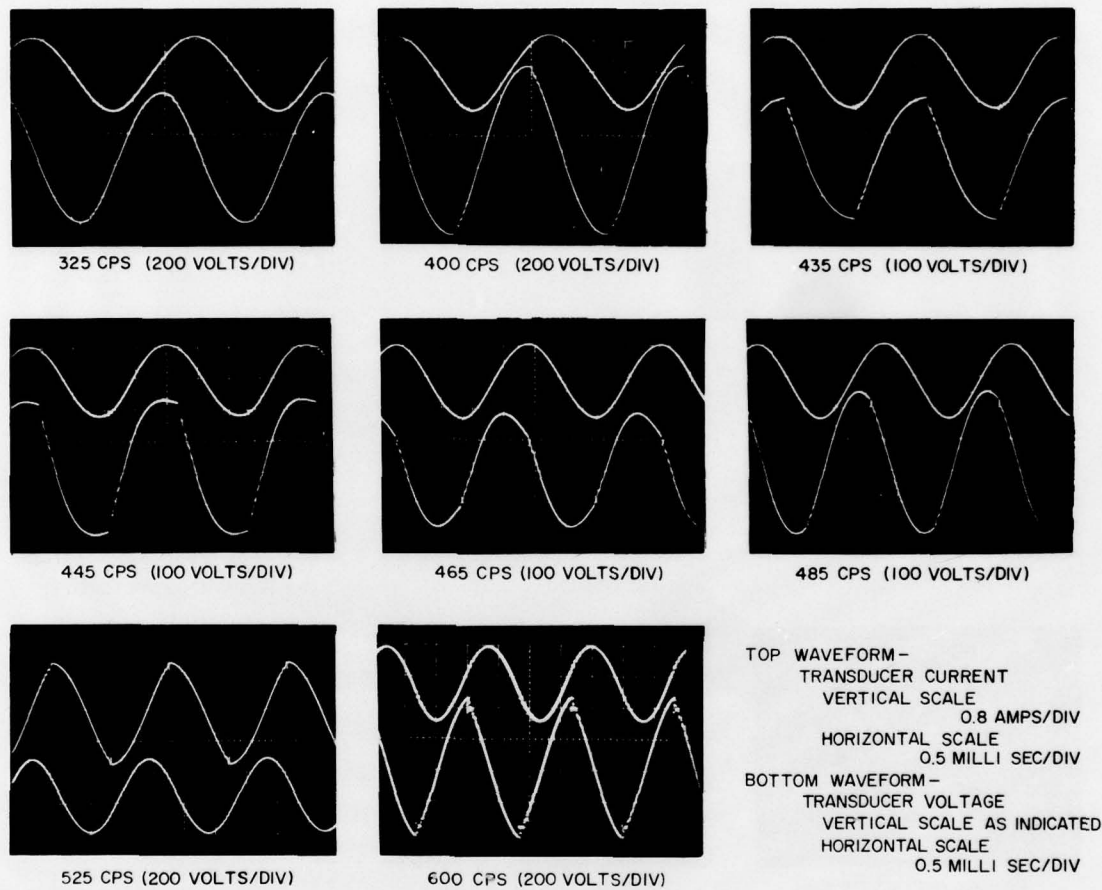 325 CPS (200 VOLTS/DIV)
400 CPS (200 VOLTS/DIV)
435 CPS (100 VOLTS/DIV)
445 CPS (100 VOLTS/DIV)
465 CPS (100 VOLTS/DIV)
485 CPS (100 VOLTS/DIV)
525 CPS (200 VOLTS/DIV)
600 CPS (200 VOLTS/DIV)
TOP WAVEFORM-
TRANSDUCER CURRENT
VERTICAL SCALE
0.8 AMPS/DIV
HORIZONTAL SCALE
0.5 MILLI SEC/DIV
BOTTOM WAVEFORM-
TRANSDUCER VOLTAGE
VERTICAL SCALE AS INDICATED
HORIZONTAL SCALE
0.5 MILLI SEC/DIV